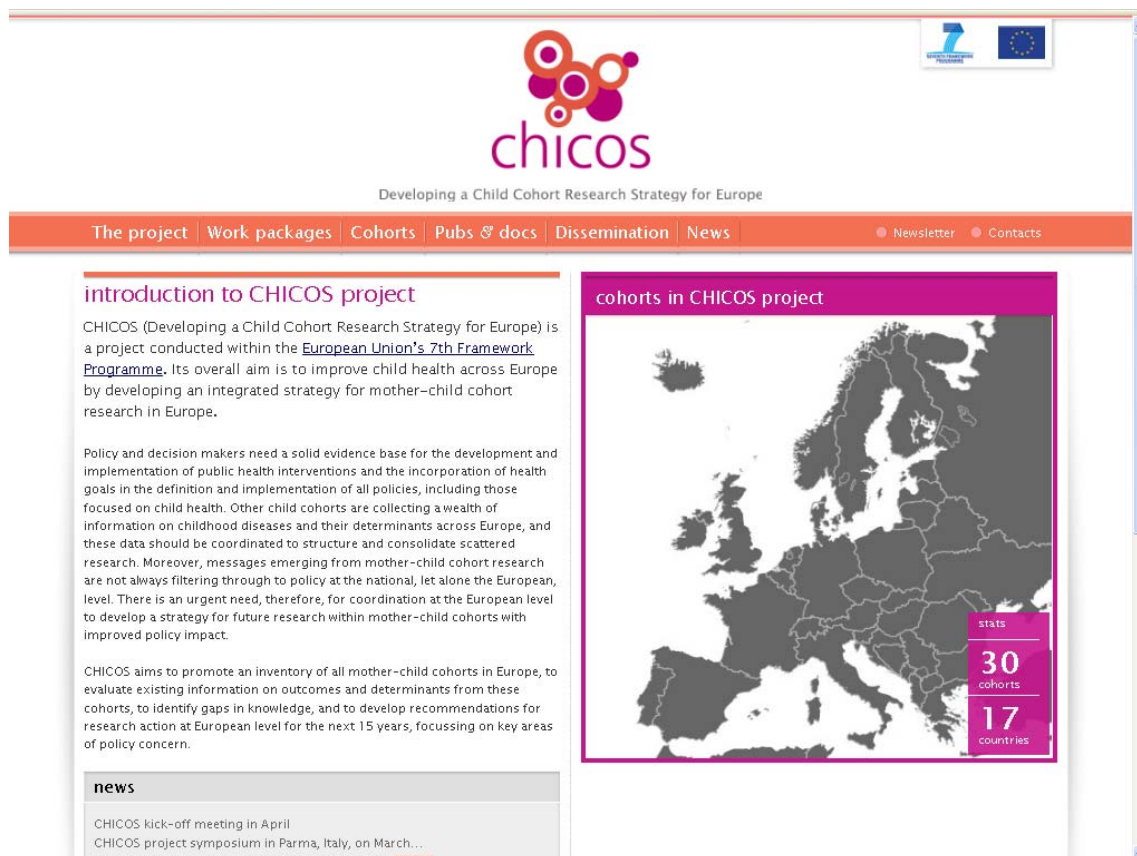 7
SEVENTH FRAMEWORK
PROGRAMME
chicos
Developing a Child Cohort Research Strategy for Europe
The project
Work packages
Cohorts
Pubs & docs
Dissemination
News
Newsletter
Contacts
introduction to CHICOS project
CHICOS (Developing a Child Cohort Research Strategy for Europe) is
a project conducted within the European Union's 7th Framework
Programme. Its overall aim is to improve child health across Europe
by developing an integrated strategy for mother-child cohort
research in Europe.
Policy and decision makers need a solid evidence base for the development and
implementation of public health interventions and the incorporation of health
goals in the definition and implementation of all policies, including those
focused on child health. Other child cohorts are collecting a wealth of
information on childhood diseases and their determinants across Europe, and
these data should be coordinated to structure and consolidate scattered
research. Moreover, messages emerging from mother-child cohort research
are not always filtering through to policy at the national, let alone the European,
level. There is an urgent need, therefore, for coordination at the European level
to develop a strategy for future research within mother-child cohorts with
improved policy impact.
CHICOS aims to promote an inventory of all mother-child cohorts in Europe, to
evaluate existing information on outcomes and determinants from these
cohorts, to identify gaps in knowledge, and to develop recommendations for
research action at European level for the next 15 years, focussing on key areas
of policy concern.
news
CHICOS kick-off meeting in April
CHICOS project symposium in Parma, Italy, on March...
cohorts in CHICOS project
stats
30
cohorts
17
countries